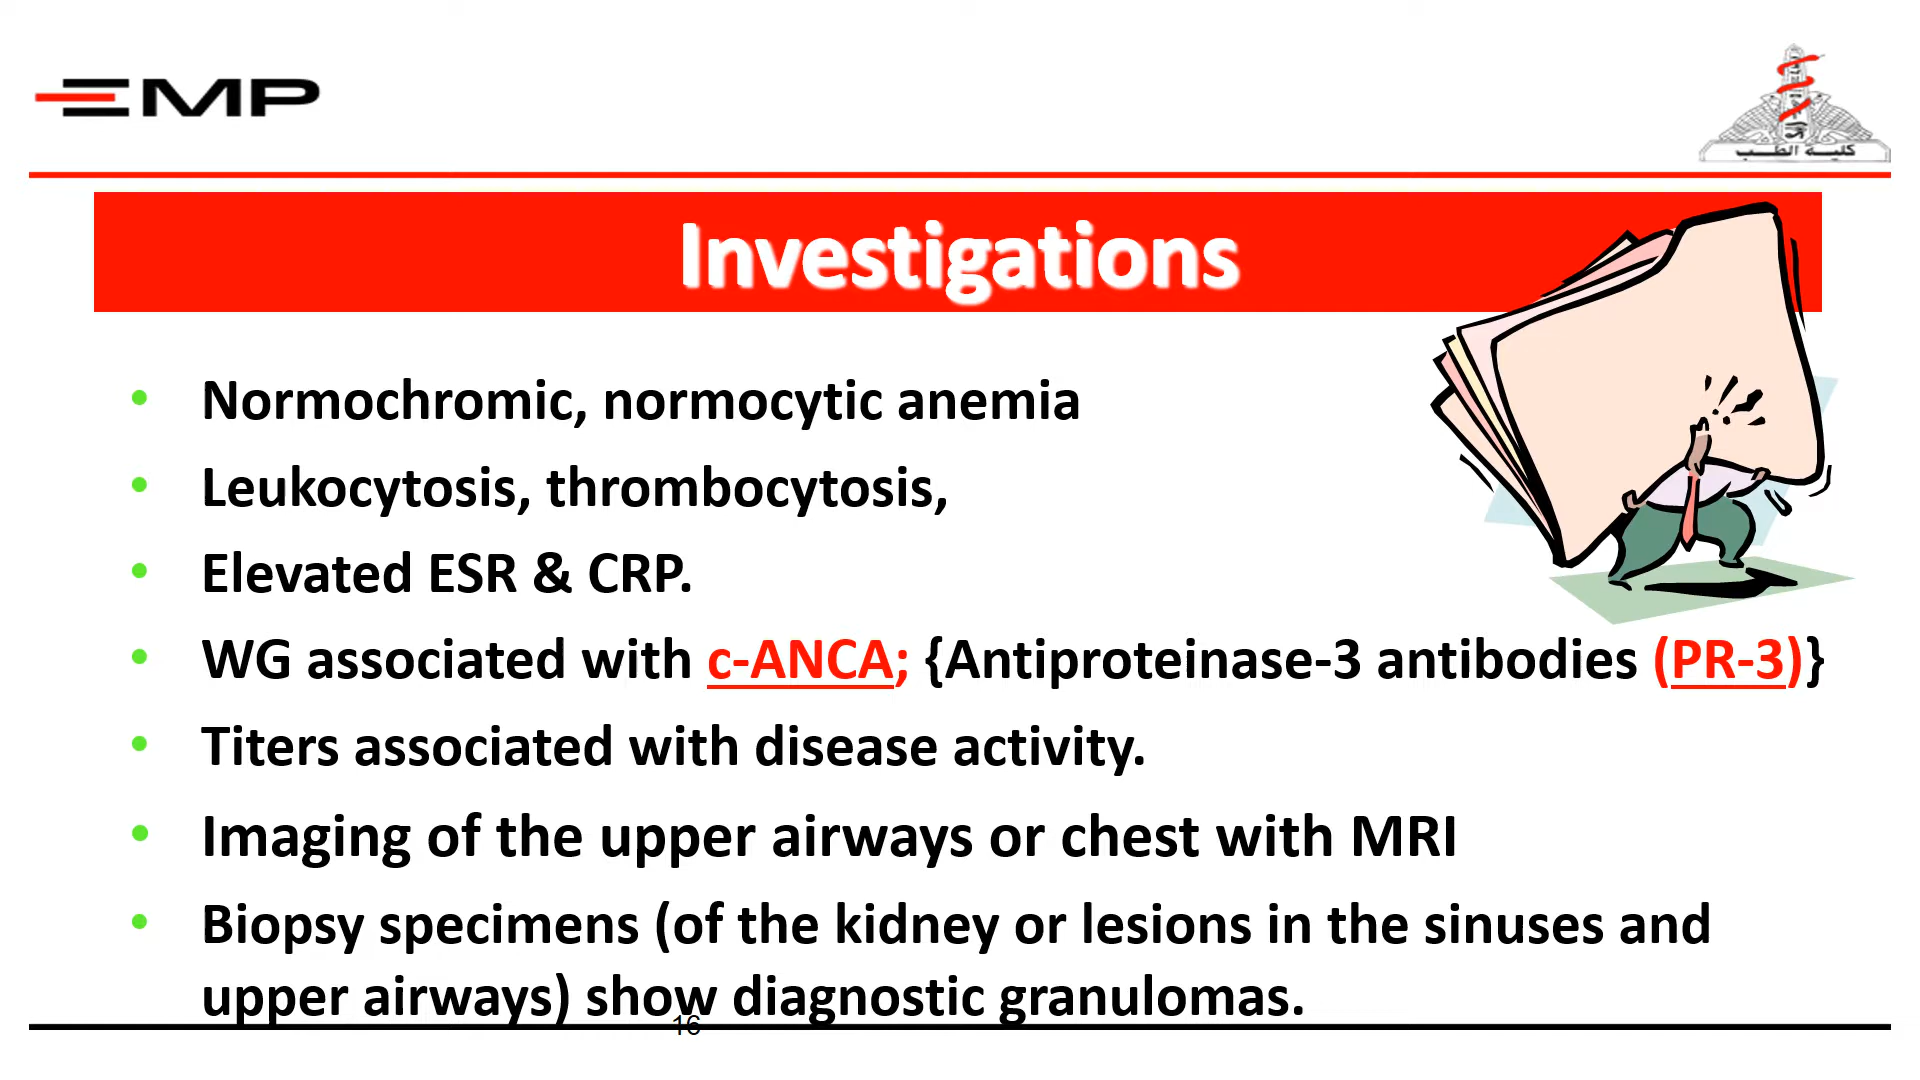 EMP
كلية الطب
Investigations
• Normochromic, normocytic anemia
• Leukocytosis, thrombocytosis,
• Elevated ESR & CRP.
• WG associated with c-ANCA; {Antiproteinase-3 antibodies (PR-3)}
• Titers associated with disease activity.
• Imaging of the upper airways or chest with MRI
• Biopsy specimens (of the kidney or lesions in the sinuses and
upper airways) show diagnostic granulomas.
16